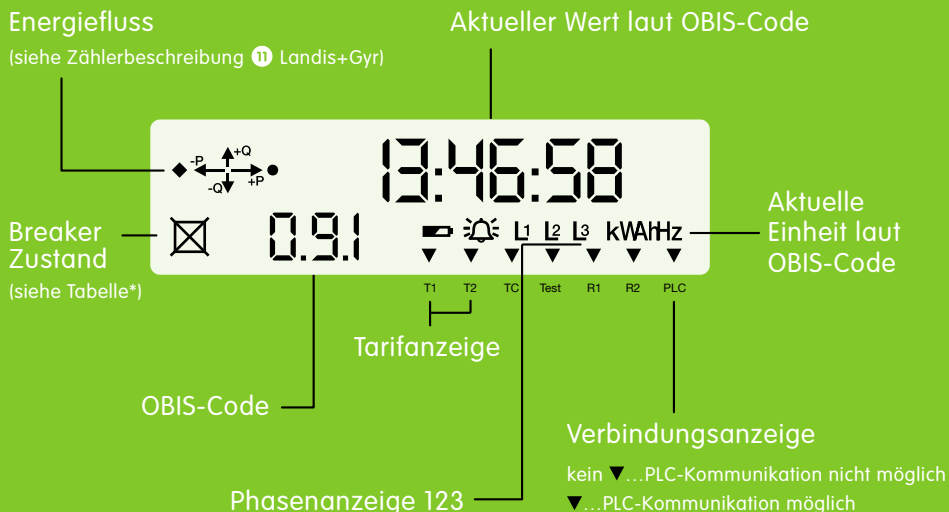 Energiefluss
(siehe Zählerbeschreibung 11 Landis+Gyr)
Aktueller Wert laut OBIS-Code
-P +Q
-Q +P
13:46:58
Breaker
Zustand
(siehe Tabelle*)
0.9.1
L1 L2 L3 kWAhHz
Aktuelle
Einheit laut
OBIS-Code
T1 T2 TC Test R1 R2 PLC
Tarifanzeige
OBIS-Code
Verbindungsanzeige
kein ▼...PLC-Kommunikation nicht möglich
▼...PLC-Kommunikation möglich
Phasenanzeige 123